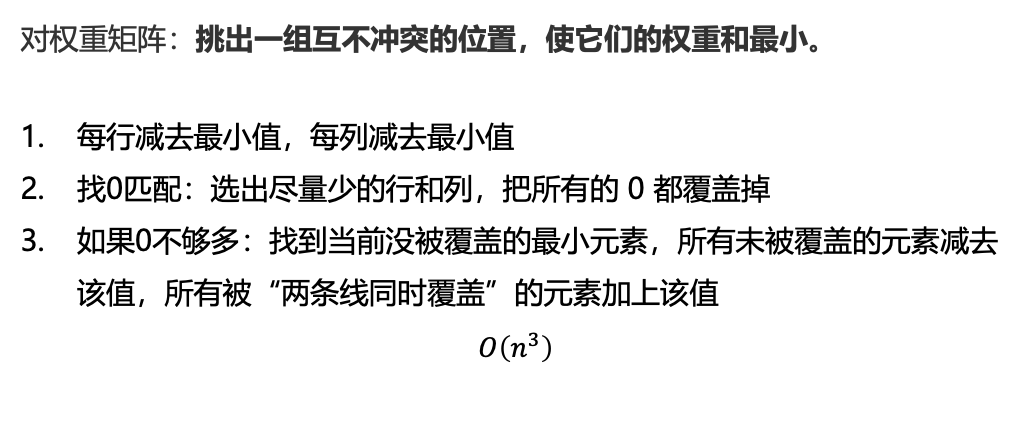 对权重矩阵：挑出一组互不冲突的位置，使它们的权重和最小。
1. 每行减去最小值，每列减去最小值
2. 找0匹配：选出尽量少的行和列，把所有的 0 都覆盖掉
3. 如果0不够多：找到当前没被覆盖的最小元素，所有未被覆盖的元素减去
该值，所有被“两条线同时覆盖”的元素加上该值
O(n³)